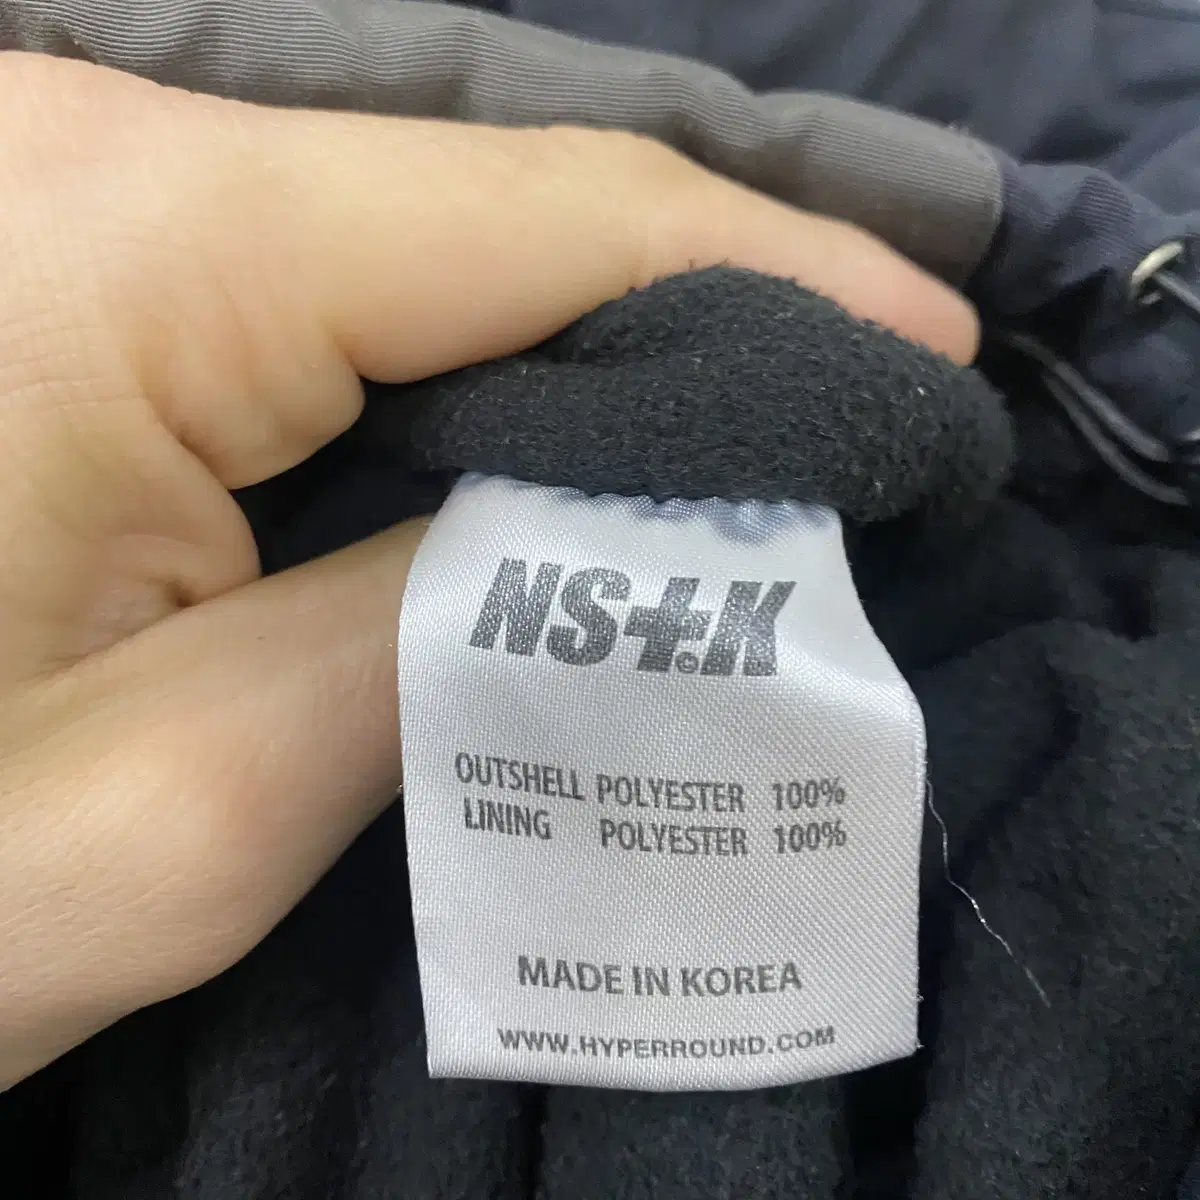 NS†K
©
OUTSHELL POLYESTER 100%
LINING POLYESTER 100%
MADE IN KOREA
WWW.HYPERROUND.COM